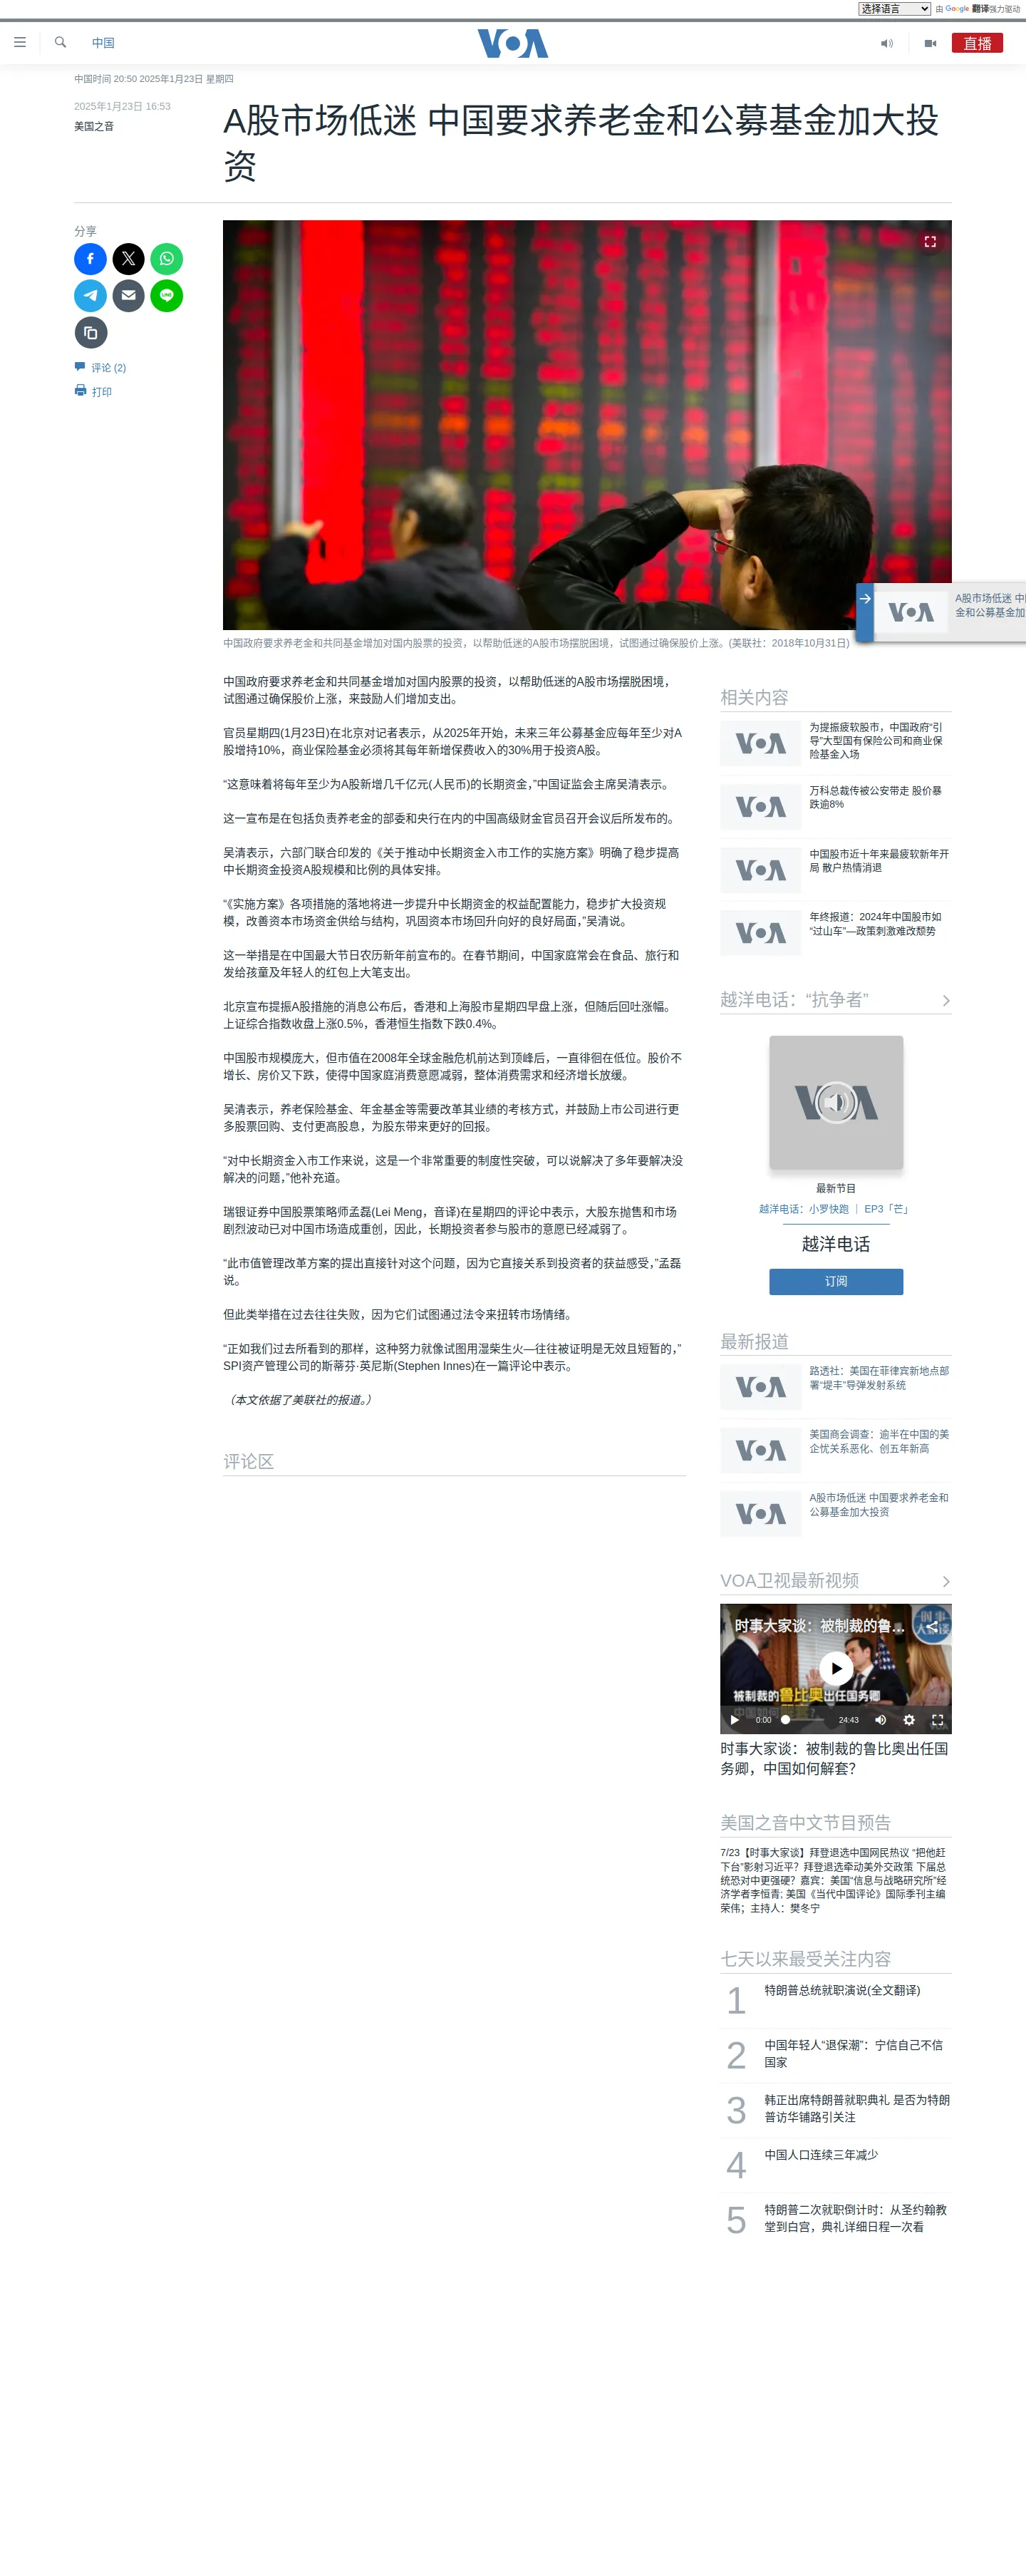 选择语言
由 Google 翻译强力驱动
中国
VOA
直播
中国时间 20:50 2025年1月23日 星期四
2025年1月23日 16:53
美国之音
A股市场低迷 中国要求养老金和公募基金加大投
资
分享
LINE
评论 (2)
打印
VOA
A股市场低迷 中
金和公募基金加
中国政府要求养老金和共同基金增加对国内股票的投资，以帮助低迷的A股市场摆脱困境，试图通过确保股价上涨。(美联社：2018年10月31日)
中国政府要求养老金和共同基金增加对国内股票的投资，以帮助低迷的A股市场摆脱困境，
试图通过确保股价上涨，来鼓励人们增加支出。
官员星期四(1月23日)在北京对记者表示，从2025年开始，未来三年公募基金应每年至少对A
股增持10%，商业保险基金必须将其每年新增保费收入的30%用于投资A股。
“这意味着将每年至少为A股新增几千亿元(人民币)的长期资金，”中国证监会主席吴清表示。
这一宣布是在包括负责养老金的部委和央行在内的中国高级财金官员召开会议后所发布的。
吴清表示，六部门联合印发的《关于推动中长期资金入市工作的实施方案》明确了稳步提高
中长期资金投资A股规模和比例的具体安排。
“《实施方案》各项措施的落地将进一步提升中长期资金的权益配置能力，稳步扩大投资规
模，改善资本市场资金供给与结构，巩固资本市场回升向好的良好局面，”吴清说。
这一举措是在中国最大节日农历新年前宣布的。在春节期间，中国家庭常会在食品、旅行和
发给孩童及年轻人的红包上大笔支出。
北京宣布提振A股措施的消息公布后，香港和上海股市星期四早盘上涨，但随后回吐涨幅。
上证综合指数收盘上涨0.5%，香港恒生指数下跌0.4%。
中国股市规模庞大，但市值在2008年全球金融危机前达到顶峰后，一直徘徊在低位。股价不
增长、房价又下跌，使得中国家庭消费意愿减弱，整体消费需求和经济增长放缓。
吴清表示，养老保险基金、年金基金等需要改革其业绩的考核方式，并鼓励上市公司进行更
多股票回购、支付更高股息，为股东带来更好的回报。
“对中长期资金入市工作来说，这是一个非常重要的制度性突破，可以说解决了多年要解决没
解决的问题，”他补充道。
瑞银证券中国股票策略师孟磊(Lei Meng，音译)在星期四的评论中表示，大股东抛售和市场
剧烈波动已对中国市场造成重创，因此，长期投资者参与股市的意愿已经减弱了。
“此市值管理改革方案的提出直接针对这个问题，因为它直接关系到投资者的获益感受，”孟磊
说。
但此类举措在过去往往失败，因为它们试图通过法令来扭转市场情绪。
“正如我们过去所看到的那样，这种努力就像试图用湿柴生火—往往被证明是无效且短暂的，”
SPI资产管理公司的斯蒂芬·英尼斯(Stephen Innes)在一篇评论中表示。
（本文依据了美联社的报道。）
评论区
相关内容
VOA
为提振疲软股市，中国政府“引
导”大型国有保险公司和商业保
险基金入场
VOA
万科总裁传被公安带走 股价暴
跌逾8%
VOA
中国股市近十年来最疲软新年开
局 散户热情消退
VOA
年终报道：2024年中国股市如
“过山车”—政策刺激难改颓势
越洋电话：“抗争者”
VOA
最新节目
越洋电话：小罗快跑 ｜ EP3「芒」
越洋电话
订阅
最新报道
VOA
路透社：美国在菲律宾新地点部
署“堤丰”导弹发射系统
VOA
美国商会调查：逾半在中国的美
企忧关系恶化、创五年新高
VOA
A股市场低迷 中国要求养老金和
公募基金加大投资
VOA卫视最新视频
时事大家谈：被制裁的鲁…
时事
大家谈
被制裁的鲁比奥出任国务卿
中国如何解套?
0:00
24:43
VOA
时事大家谈：被制裁的鲁比奥出任国
务卿，中国如何解套？
美国之音中文节目预告
7/23【时事大家谈】拜登退选中国网民热议 “把他赶
下台”影射习近平？拜登退选牵动美外交政策 下届总
统恐对中更强硬？嘉宾：美国“信息与战略研究所”经
济学者李恒青; 美国《当代中国评论》国际季刊主编
荣伟；主持人：樊冬宁
七天以来最受关注内容
1
特朗普总统就职演说(全文翻译)
2
中国年轻人“退保潮”：宁信自己不信
国家
3
韩正出席特朗普就职典礼 是否为特朗
普访华铺路引关注
4
中国人口连续三年减少
5
特朗普二次就职倒计时：从圣约翰教
堂到白宫，典礼详细日程一次看